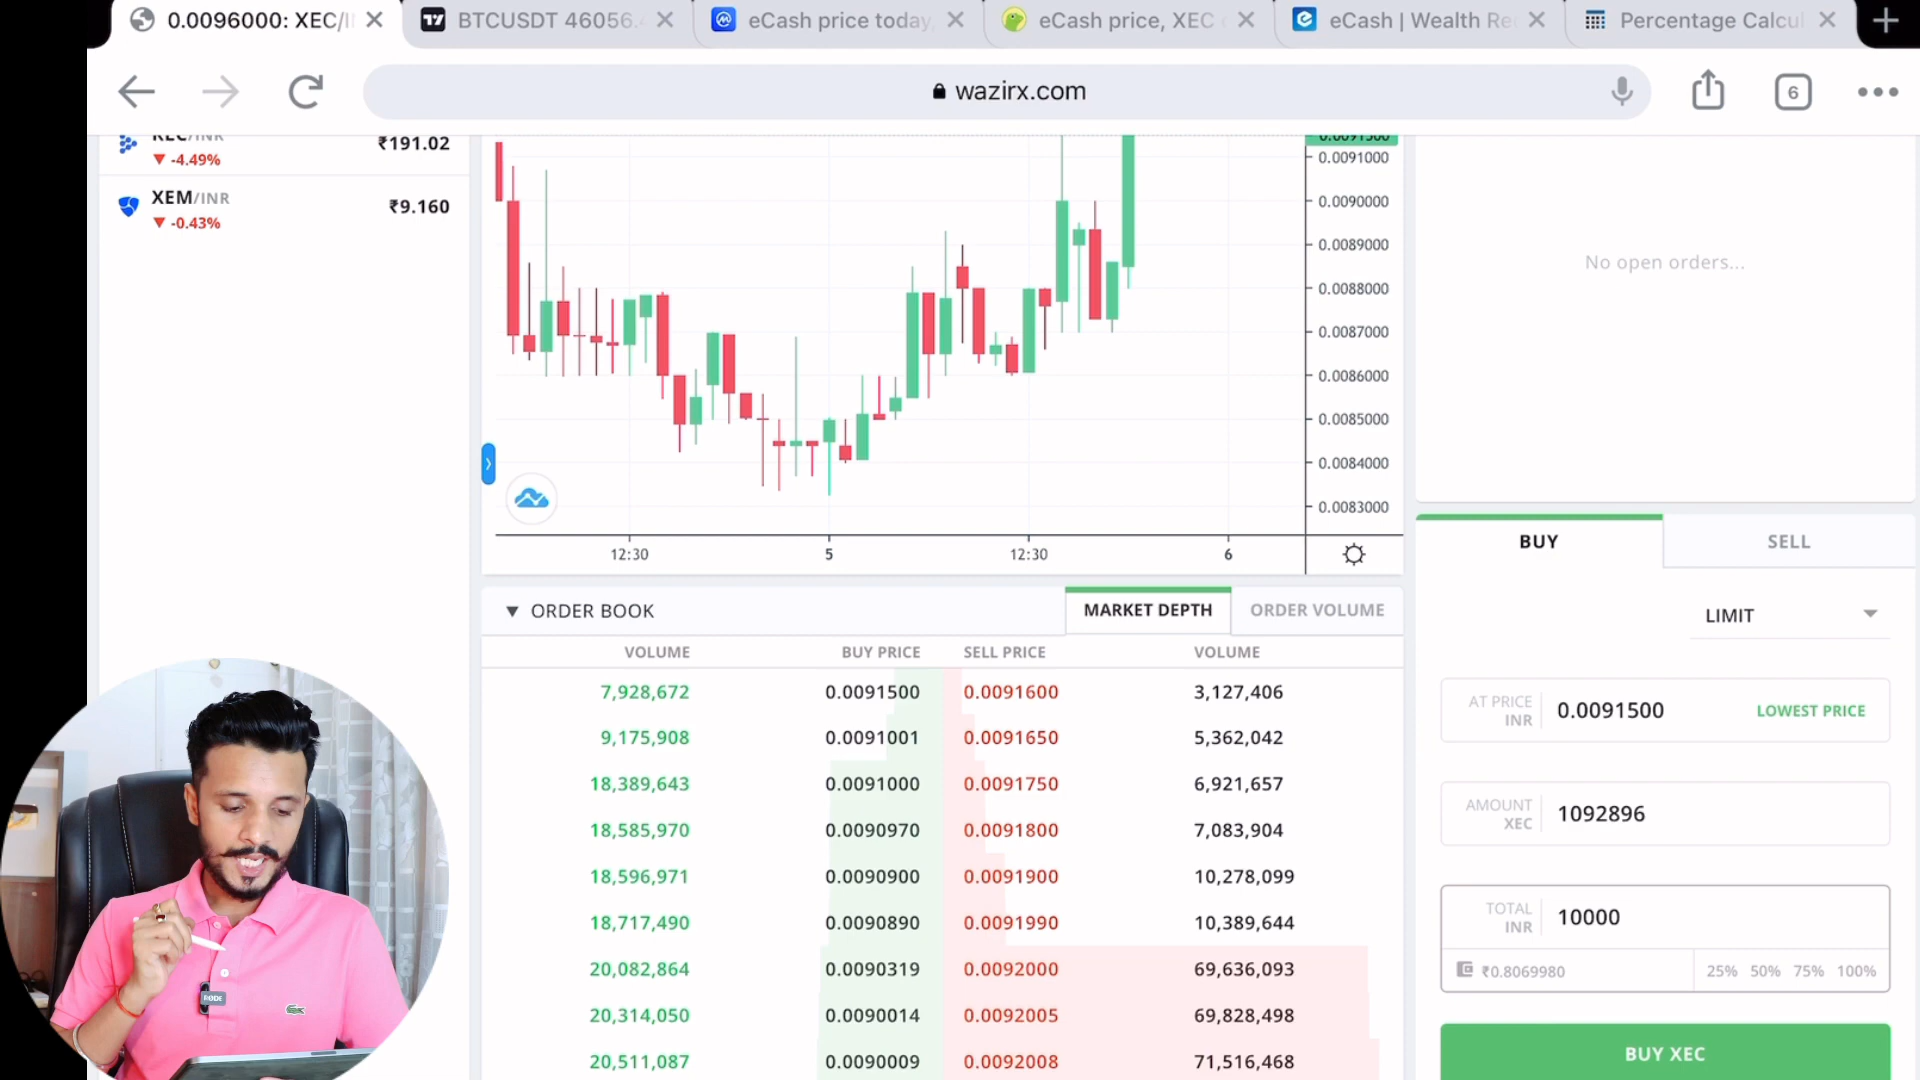 0.0096000: XEC/I
BTCUSDT 46056.
eCash price today,
eCash price, XEC
eCash | Wealth Re
Percentage Calcul
wazirx.com
6
₹191.02
-4.49%
XEM/INR
₹9.160
-0.43%
0.0091500
0.0091000
0.0090000
0.0089000
0.0088000
0.0087000
0.0086000
0.0085000
0.0084000
0.0083000
12:30 5 12:30 6
No open orders...
BUY SELL
LIMIT
AT PRICE INR 0.0091500 LOWEST PRICE
AMOUNT XEC 1092896
TOTAL INR 10000
₹0.8069980 25% 50% 75% 100%
BUY XEC
ORDER BOOK MARKET DEPTH ORDER VOLUME
VOLUME BUY PRICE SELL PRICE VOLUME
7,928,672 0.0091500 0.0091600 3,127,406
9,175,908 0.0091001 0.0091650 5,362,042
18,389,643 0.0091000 0.0091750 6,921,657
18,585,970 0.0090970 0.0091800 7,083,904
18,596,971 0.0090900 0.0091900 10,278,099
18,717,490 0.0090890 0.0091990 10,389,644
20,082,864 0.0090319 0.0092000 69,636,093
20,314,050 0.0090014 0.0092005 69,828,498
20,511,087 0.0090009 0.0092008 71,516,468
RODE